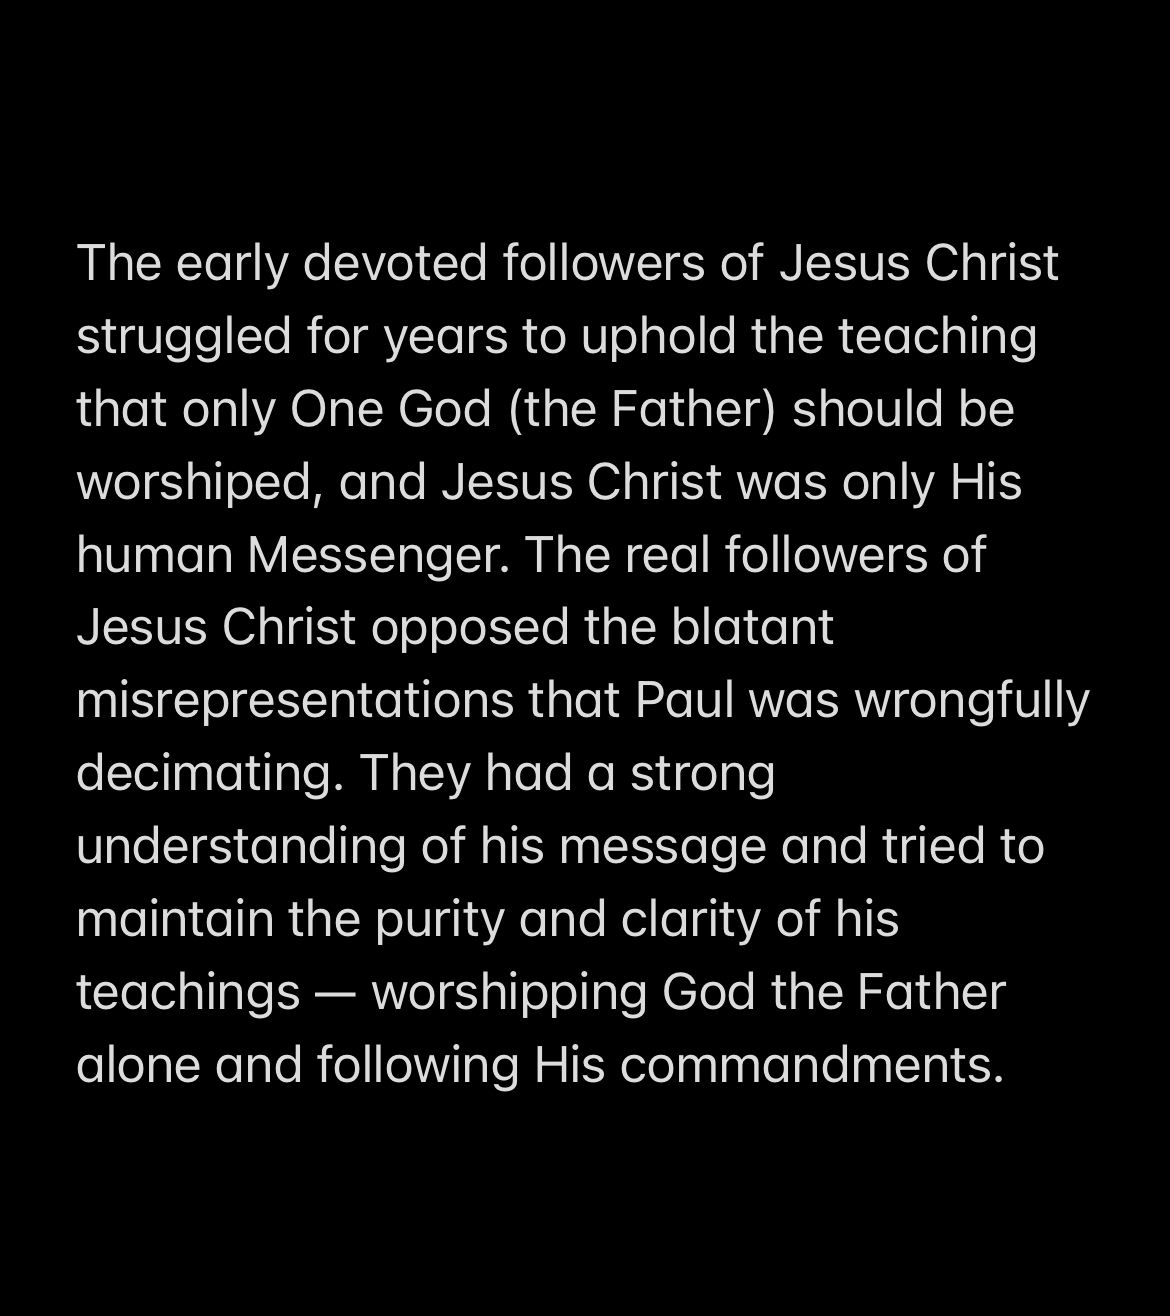 The early devoted followers of Jesus Christ
struggled for years to uphold the teaching
that only One God (the Father) should be
worshiped, and Jesus Christ was only His
human Messenger. The real followers of
Jesus Christ opposed the blatant
misrepresentations that Paul was wrongfully
decimating. They had a strong
understanding of his message and tried to
maintain the purity and clarity of his
teachings — worshipping God the Father
alone and following His commandments.